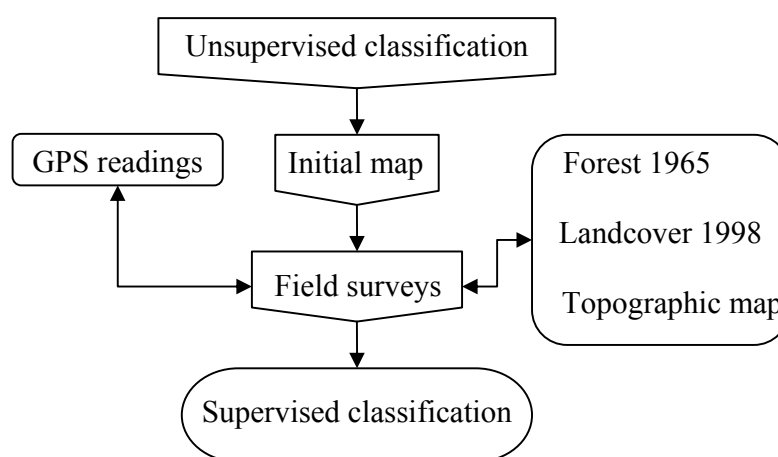 Unsupervised classification
GPS readings
Initial map
Forest 1965
Landcover 1998
Topographic map
Field surveys
Supervised classification